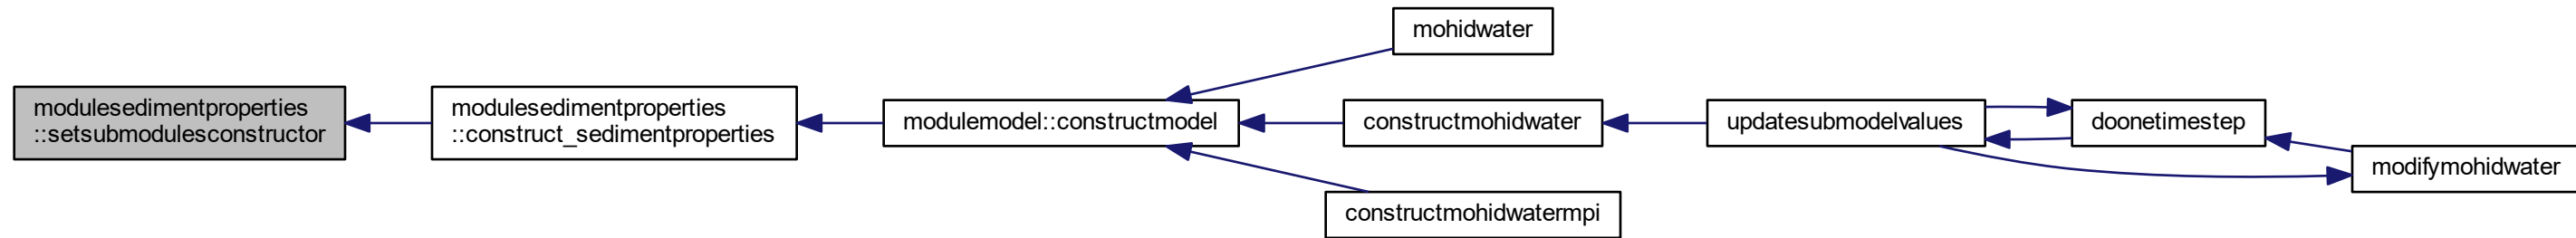 modulesedimentproperties
::setsubmodulesconstructor
modulesedimentproperties
::construct_sedimentproperties
modulemodel::constructmodel
mohidwater
constructmohidwater
constructmohidwatermpi
updatesubmodelvalues
doonetimestep
modifymohidwater